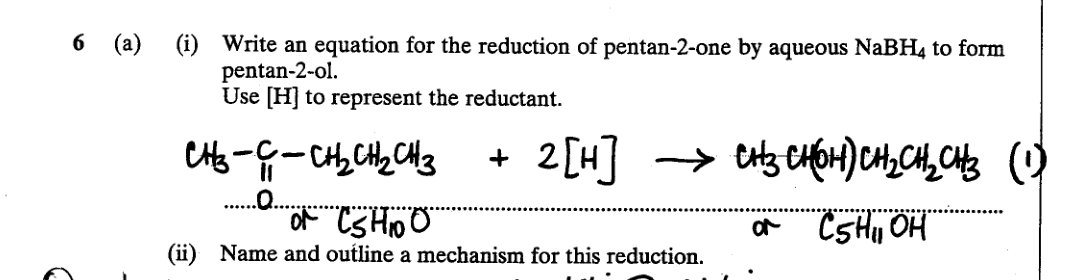 6 (a) (i) Write an equation for the reduction of pentan-2-one by aqueous NaBH₄ to form
pentan-2-ol.
Use [H] to represent the reductant.
CH₃-C-CH₂CH₂CH₃ + 2[H] → CH₃CH(OH)CH₂CH₂CH₃ (1)
O
or C₅H₁₀O or C₅H₁₁OH
(ii) Name and outline a mechanism for this reduction.